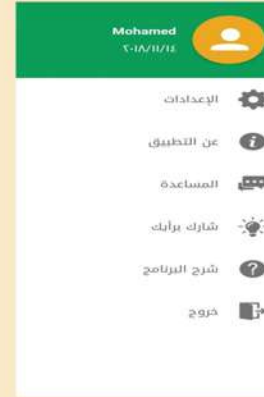 Mohamed
٢٠١٨/١١/١٤
الإعدادات
عن التطبيق
المساعدة
شارك برأيك
شرح البرنامج
خروج